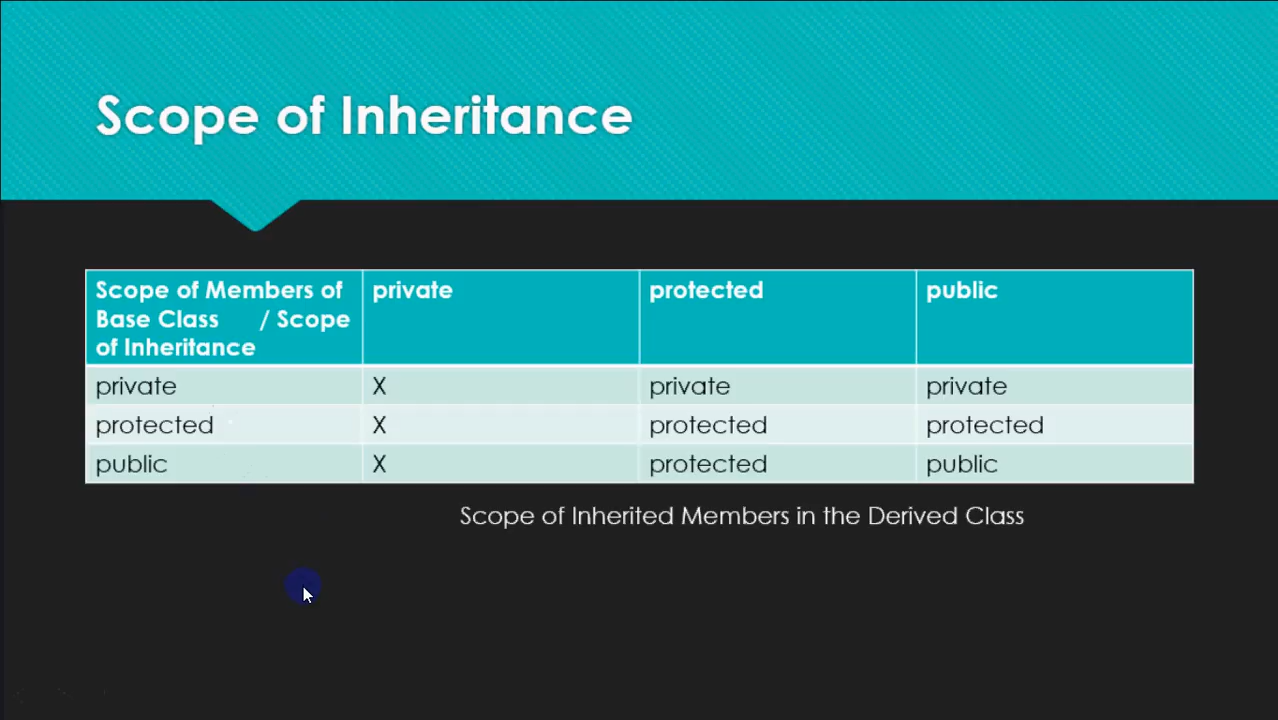 Scope of Inheritance
Scope of Members of
Base Class / Scope
of Inheritance
private
protected
public
private
X
private
private
protected
X
protected
protected
public
X
protected
public
Scope of Inherited Members in the Derived Class